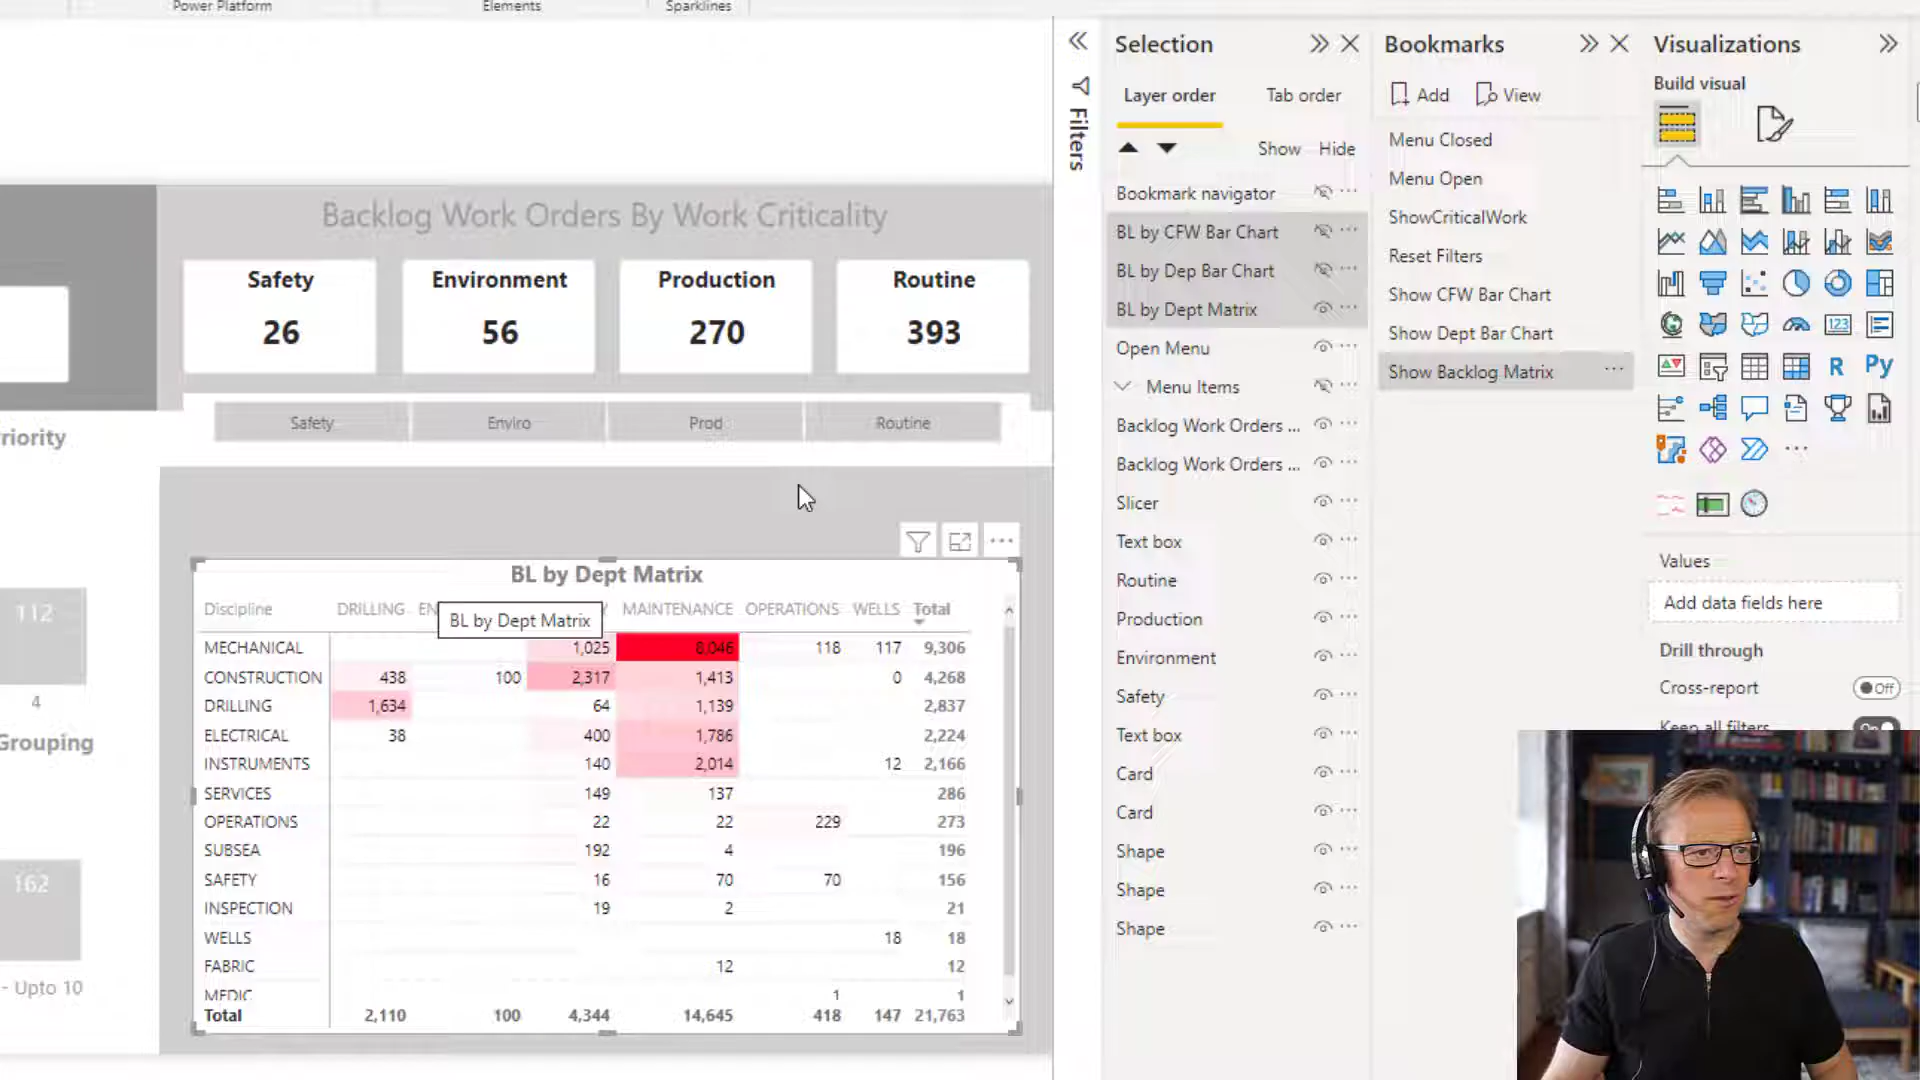 Power Platform Elements Sparklines
Backlog Work Orders By Work Criticality
Safety Environment Production Routine
26 56 270 393
Safety Enviro Prod Routine
riority
112
4
Grouping
162
- Upto 10
BL by Dept Matrix
Discipline DRILLING EN MAINTENANCE OPERATIONS WELLS Total
BL by Dept Matrix
MECHANICAL 1,025 8,046 118 117 9,306
CONSTRUCTION 438 100 2,317 1,413 0 4,268
DRILLING 1,634 64 1,139 2,837
ELECTRICAL 38 400 1,786 2,224
INSTRUMENTS 140 2,014 12 2,166
SERVICES 149 137 286
OPERATIONS 22 22 229 273
SUBSEA 192 4 196
SAFETY 16 70 70 156
INSPECTION 19 2 21
WELLS 18 18
FABRIC 12 12
MEDIC 1 1
Total 2,110 100 4,344 14,645 418 147 21,763
Filters
Selection
Layer order Tab order
Show Hide
Bookmark navigator
BL by CFW Bar Chart
BL by Dep Bar Chart
BL by Dept Matrix
Open Menu
Menu Items
Backlog Work Orders ...
Backlog Work Orders ...
Slicer
Text box
Routine
Production
Environment
Safety
Text box
Card
Card
Shape
Shape
Shape
Bookmarks
Add View
Menu Closed
Menu Open
ShowCriticalWork
Reset Filters
Show CFW Bar Chart
Show Dept Bar Chart
Show Backlog Matrix
Visualizations
Build visual
123
R Py
Values
Add data fields here
Drill through
Cross-report Off
Keep all filters On